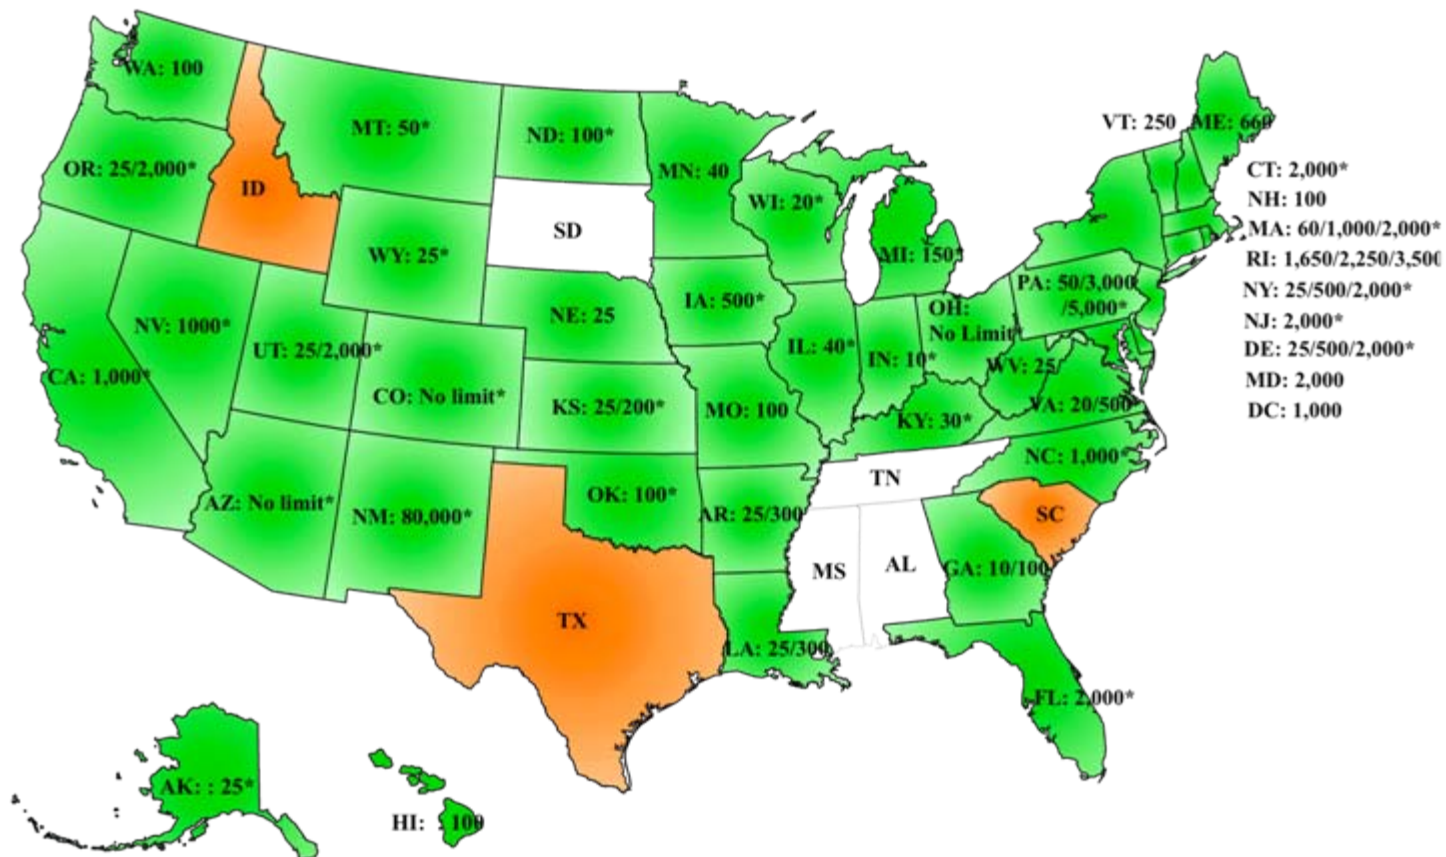 WA: 100
MT: 50*
ND: 100*
MN: 40
VT: 250
ME: 660
OR: 25/2,000*
ID
SD
WI: 20*
MI: 150*
CT: 2,000*
NH: 100
MA: 60/1,000/2,000*
RI: 1,650/2,250/3,500
NY: 25/500/2,000*
NJ: 2,000*
DE: 25/500/2,000*
MD: 2,000
DC: 1,000
WY: 25*
IA: 500*
PA: 50/3,000
/5,000*
NV: 1000*
NE: 25
OH:
No Limit*
UT: 25/2,000*
IL: 40*
IN: 10*
WV: 25
CA: 1,000*
CO: No limit*
KS: 25/200*
MO: 100
KY: 30*
VA: 20/500*
NC: 1,000*
TN
AZ: No limit*
NM: 80,000*
OK: 100*
AR: 25/300
SC
MS
AL
GA: 10/100
TX
LA: 25/300
FL: 2,000*
AK: : 25*
HI: : 100